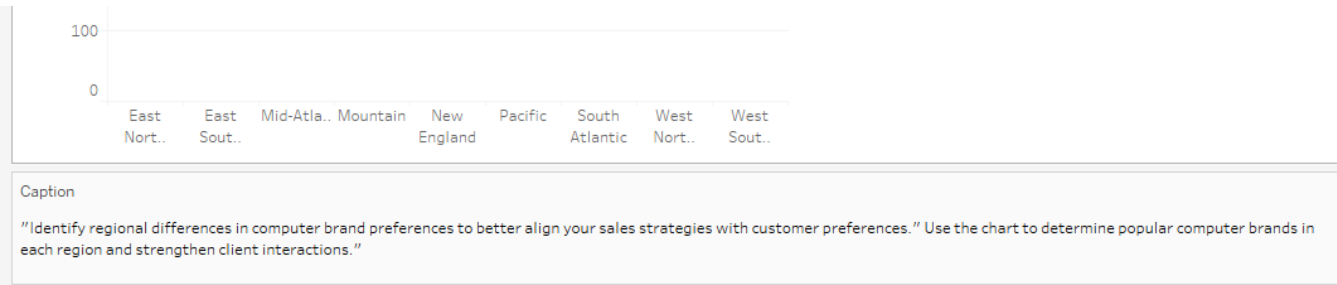 100
0
East East Mid-Atla.. Mountain New Pacific South West West
Nort.. Sout.. England Atlantic Nort.. Sout..
Caption
"Identify regional differences in computer brand preferences to better align your sales strategies with customer preferences." Use the chart to determine popular computer brands in
each region and strengthen client interactions."